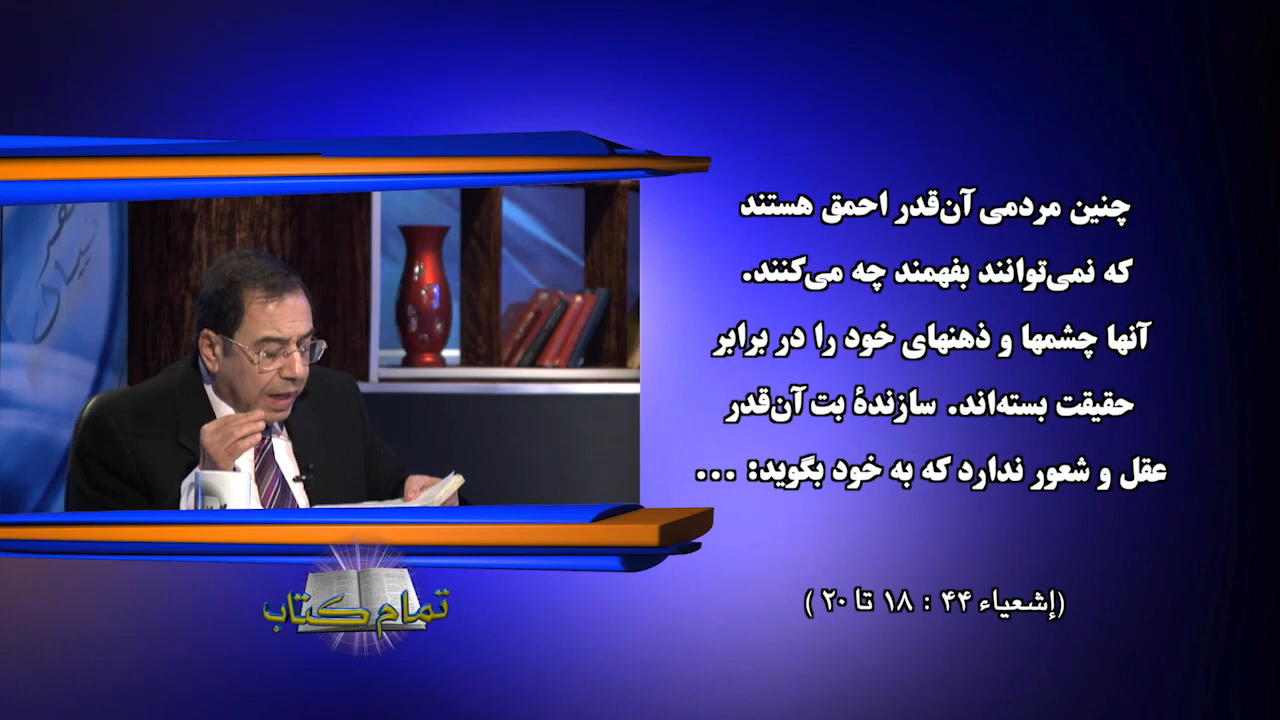 چنین مردمی آن‌قدر احمق هستند
که نمی‌توانند بفهمند چه می‌کنند.
آنها چشمها و ذهنهای خود را در برابر
حقیقت بسته‌اند. سازندهٔ بت آن‌قدر
عقل و شعور ندارد که به خود بگوید: ...
(إشعیاء ۴۴ : ۱۸ تا ۲۰ )
تمام کتاب